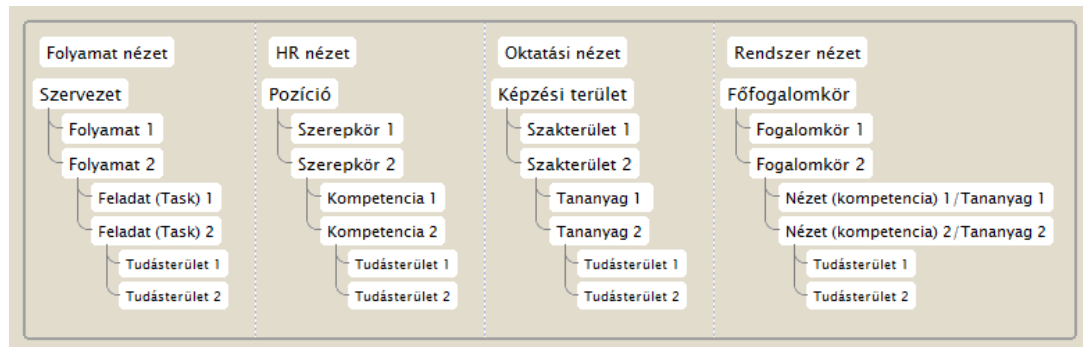 Folyamat nézet
Szervezet
Folyamat 1
Folyamat 2
Feladat (Task) 1
Feladat (Task) 2
Tudásterület 1
Tudásterület 2
HR nézet
Pozíció
Szerepkör 1
Szerepkör 2
Kompetencia 1
Kompetencia 2
Tudásterület 1
Tudásterület 2
Oktatási nézet
Képzési terület
Szakterület 1
Szakterület 2
Tananyag 1
Tananyag 2
Tudásterület 1
Tudásterület 2
Rendszer nézet
Főfogalomkör
Fogalomkör 1
Fogalomkör 2
Nézet (kompetencia) 1/Tananyag 1
Nézet (kompetencia) 2/Tananyag 2
Tudásterület 1
Tudásterület 2